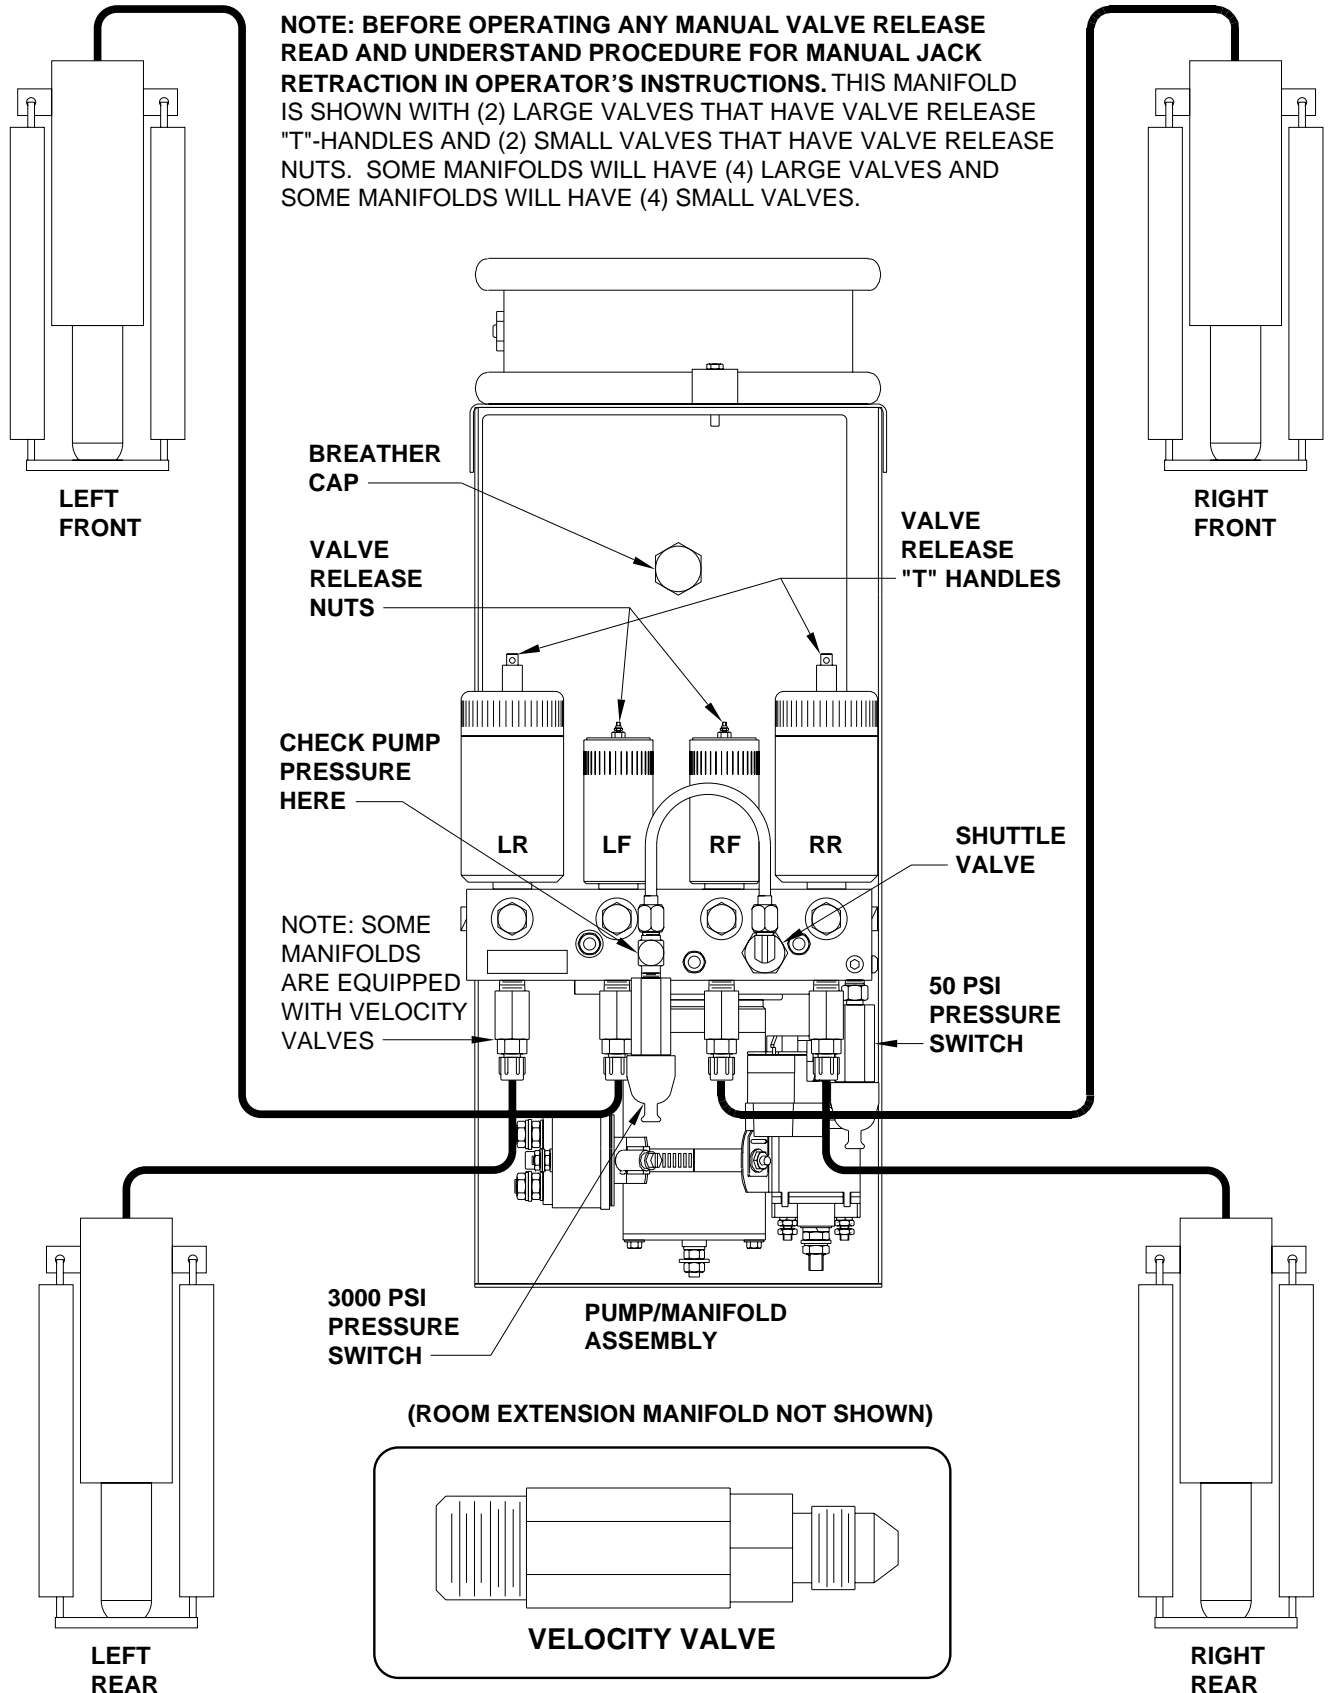 NOTE: BEFORE OPERATING ANY MANUAL VALVE RELEASE
READ AND UNDERSTAND PROCEDURE FOR MANUAL JACK
RETRACTION IN OPERATOR'S INSTRUCTIONS. THIS MANIFOLD
IS SHOWN WITH (2) LARGE VALVES THAT HAVE VALVE RELEASE
"T"-HANDLES AND (2) SMALL VALVES THAT HAVE VALVE RELEASE
NUTS.  SOME MANIFOLDS WILL HAVE (4) LARGE VALVES AND
SOME MANIFOLDS WILL HAVE (4) SMALL VALVES.
LEFT
FRONT
RIGHT
FRONT
BREATHER
CAP
VALVE
RELEASE
NUTS
VALVE
RELEASE
"T" HANDLES
CHECK PUMP
PRESSURE
HERE
LR
LF
RF
RR
SHUTTLE
VALVE
NOTE: SOME
MANIFOLDS
ARE EQUIPPED
WITH VELOCITY
VALVES
50 PSI
PRESSURE
SWITCH
3000 PSI
PRESSURE
SWITCH
PUMP/MANIFOLD
ASSEMBLY
(ROOM EXTENSION MANIFOLD NOT SHOWN)
VELOCITY VALVE
LEFT
REAR
RIGHT
REAR